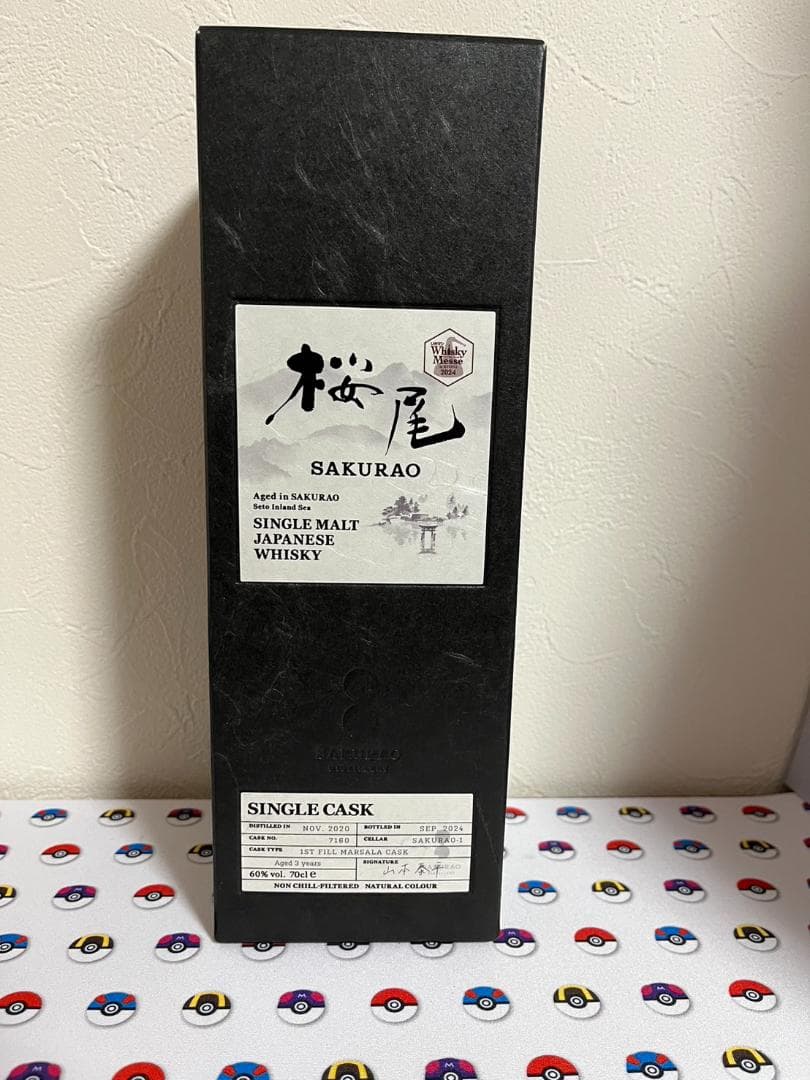 Whisky
Messe
2024
桜尾
SAKURAO
Aged in SAKURAO
Seto Inland Sea
SINGLE MALT
JAPANESE
WHISKY
SAKURAO
SINGLE CASK
DISTILLED IN NOV. 2020 BOTTLED IN SEP. 2024
CASK NO. 7160 CELLAR SAKURAO-1
CASK TYPE 1ST FILL MARSALA CASK
Aged 3 years SIGNATURE
60% vol. 70cl e
NON CHILL-FILTERED NATURAL COLOUR